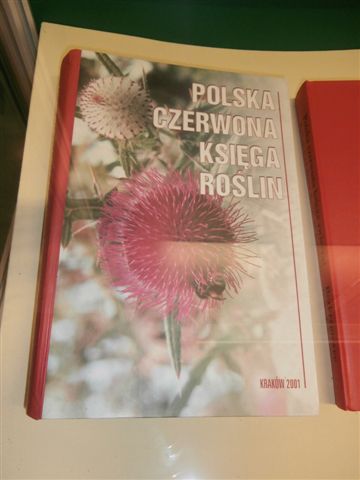 POLSKA
CZERWONA
KSIĘGA
ROŚLIN
KRAKÓW 2001